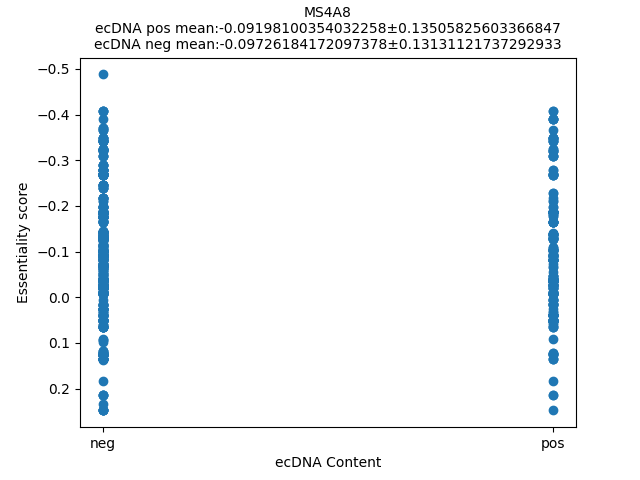 MS4A8
ecDNA pos mean:-0.09198100354032258±0.13505825603366847
ecDNA neg mean:-0.09726184172097378±0.13131121737292933
−0.5
−0.4
−0.3
−0.2
−0.1
0.0
0.1
0.2
Essentiality score
neg
pos
ecDNA Content